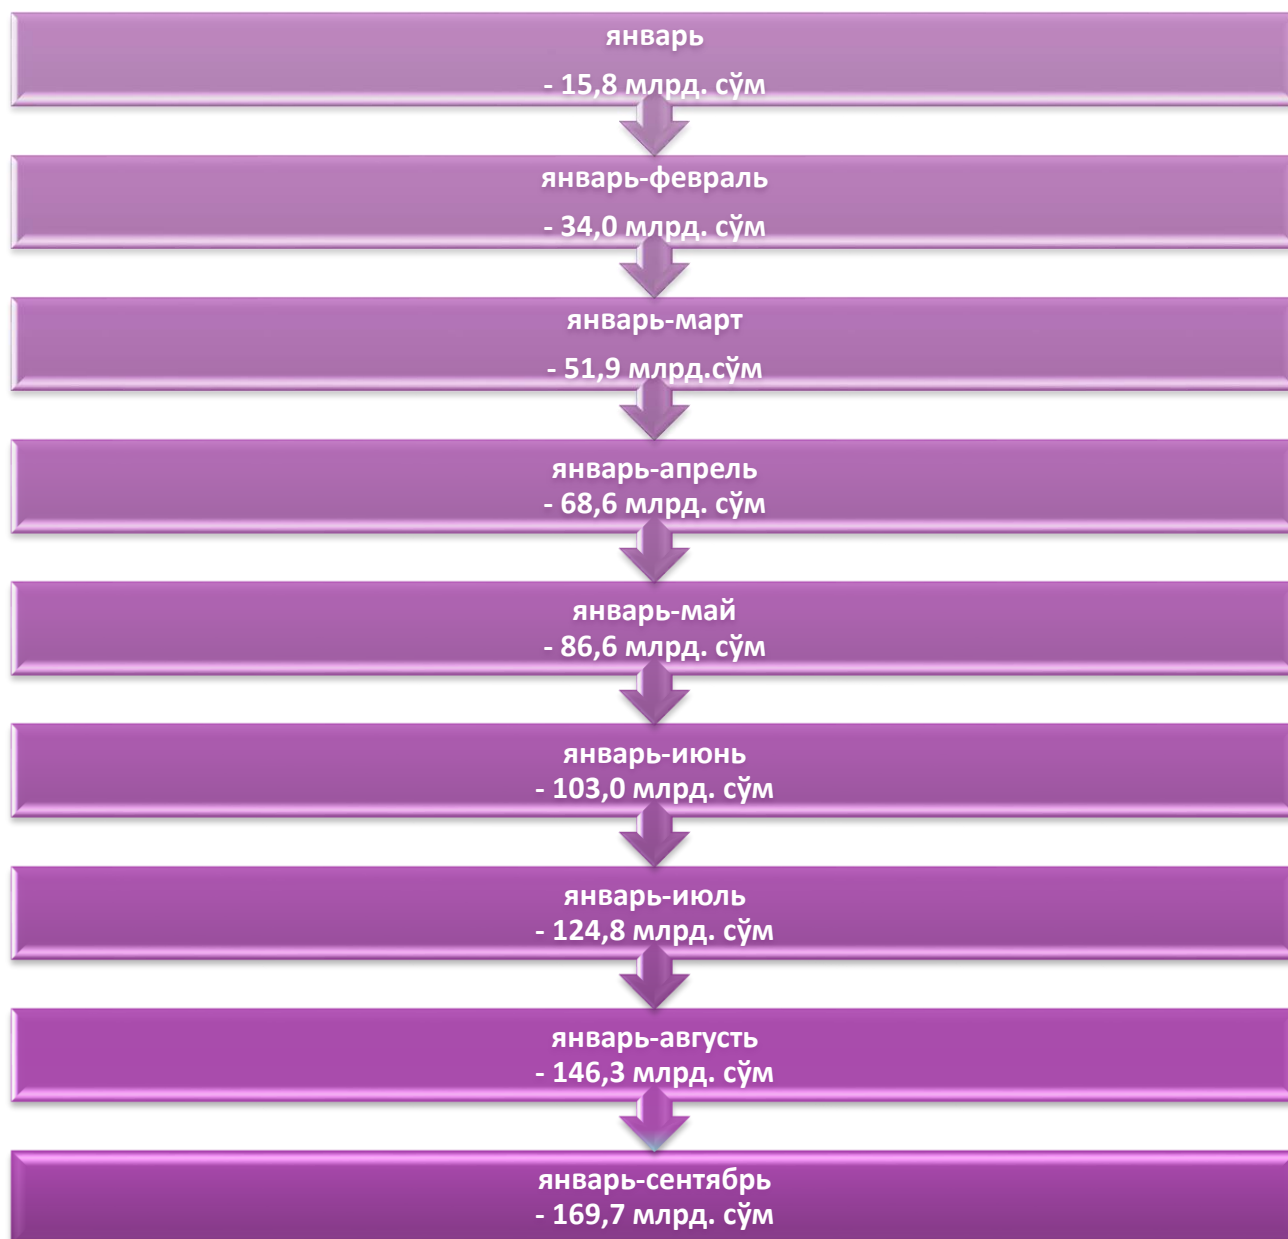 январь
- 15,8 млрд. сўм
январь-февраль
- 34,0 млрд. сўм
январь-март
- 51,9 млрд.сўм
январь-апрель
- 68,6 млрд. сўм
январь-май
- 86,6 млрд. сўм
январь-июнь
- 103,0 млрд. сўм
январь-июль
- 124,8 млрд. сўм
январь-августь
- 146,3 млрд. сўм
январь-сентябрь
- 169,7 млрд. сўм